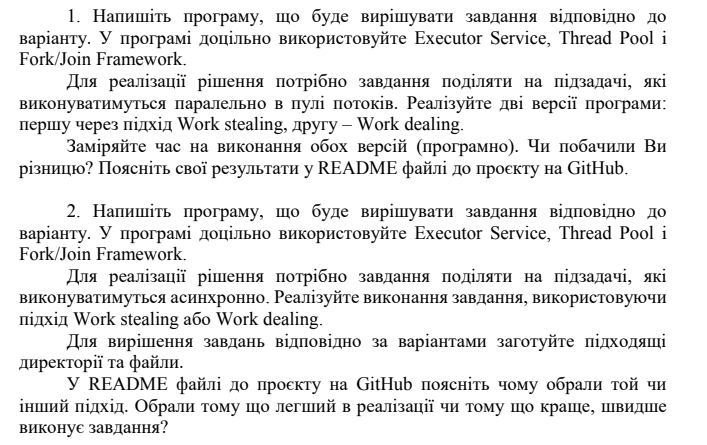 1. Напишіть програму, що буде вирішувати завдання відповідно до
варіанту. У програмі доцільно використовуйте Executor Service, Thread Pool і
Fork/Join Framework.
Для реалізації рішення потрібно завдання поділяти на підзадачі, які
виконуватимуться паралельно в пулі потоків. Реалізуйте дві версії програми:
першу через підхід Work stealing, другу – Work dealing.
Заміряйте час на виконання обох версій (програмно). Чи побачили Ви
різницю? Поясніть свої результати у README файлі до проєкту на GitHub.
2. Напишіть програму, що буде вирішувати завдання відповідно до
варіанту. У програмі доцільно використовуйте Executor Service, Thread Pool і
Fork/Join Framework.
Для реалізації рішення потрібно завдання поділяти на підзадачі, які
виконуватимуться асинхронно. Реалізуйте виконання завдання, використовуючи
підхід Work stealing або Work dealing.
Для вирішення завдань відповідно за варіантами заготуйте підходящі
директорії та файли.
У README файлі до проєкту на GitHub поясніть чому обрали той чи
інший підхід. Обрали тому що легший в реалізації чи тому що краще, швидше
виконує завдання?